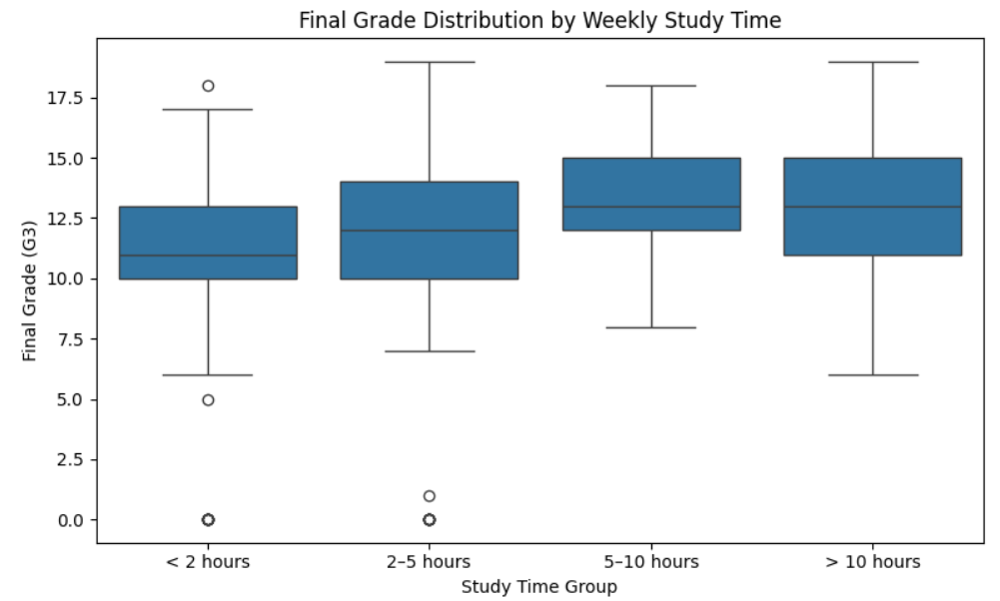 Final Grade Distribution by Weekly Study Time
Final Grade (G3)
17.5
15.0
12.5
10.0
7.5
5.0
2.5
0.0
< 2 hours
2–5 hours
5–10 hours
> 10 hours
Study Time Group